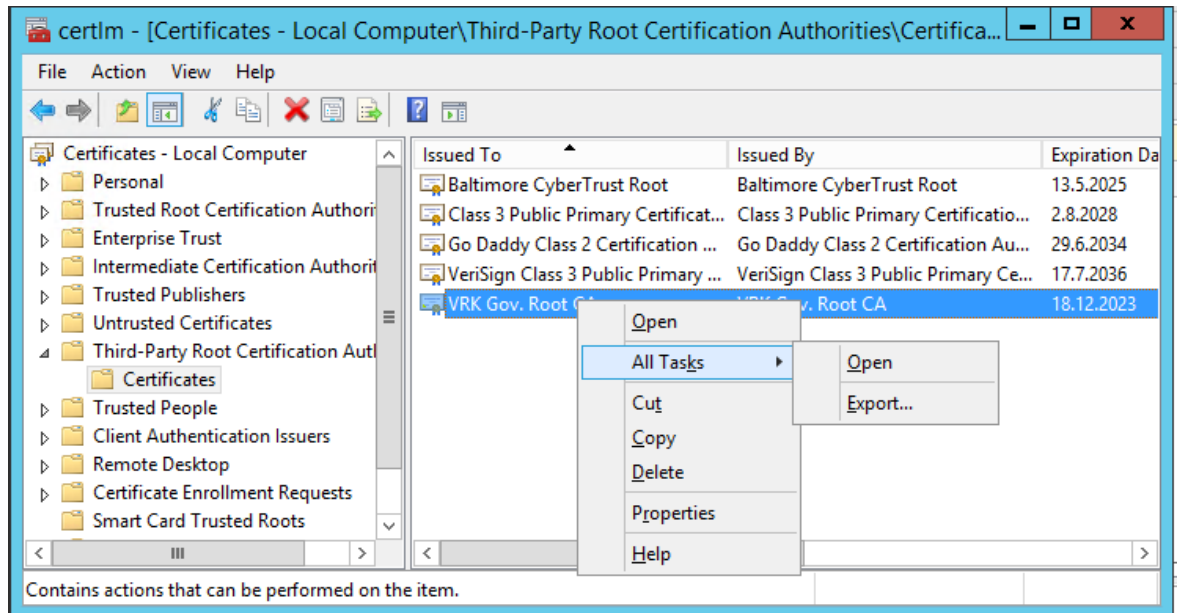 certlm - [Certificates - Local Computer\Third-Party Root Certification Authorities\Certifica...
File Action View Help
Certificates - Local Computer
Personal
Trusted Root Certification Authori
Enterprise Trust
Intermediate Certification Authorit
Trusted Publishers
Untrusted Certificates
Third-Party Root Certification Autl
Certificates
Trusted People
Client Authentication Issuers
Remote Desktop
Certificate Enrollment Requests
Smart Card Trusted Roots
Issued To Issued By Expiration Da
Baltimore CyberTrust Root Baltimore CyberTrust Root 13.5.2025
Class 3 Public Primary Certificat... Class 3 Public Primary Certificatio... 2.8.2028
Go Daddy Class 2 Certification ... Go Daddy Class 2 Certification Au... 29.6.2034
VeriSign Class 3 Public Primary ... VeriSign Class 3 Public Primary Ce... 17.7.2036
VRK Gov. Root CA VRK Gov. Root CA 18.12.2023
Open
All Tasks
Cut
Copy
Delete
Properties
Help
Open
Export...
Contains actions that can be performed on the item.